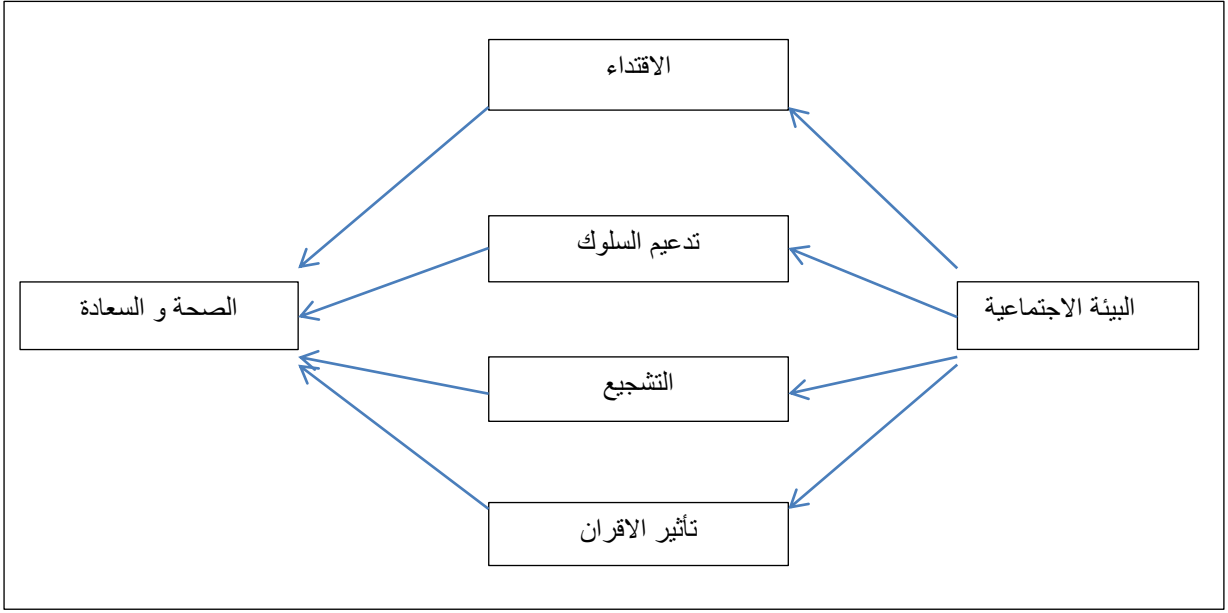 الاقتداء
تدعيم السلوك
البيئة الاجتماعية
الصحة و السعادة
التشجيع
تأثير الاقران